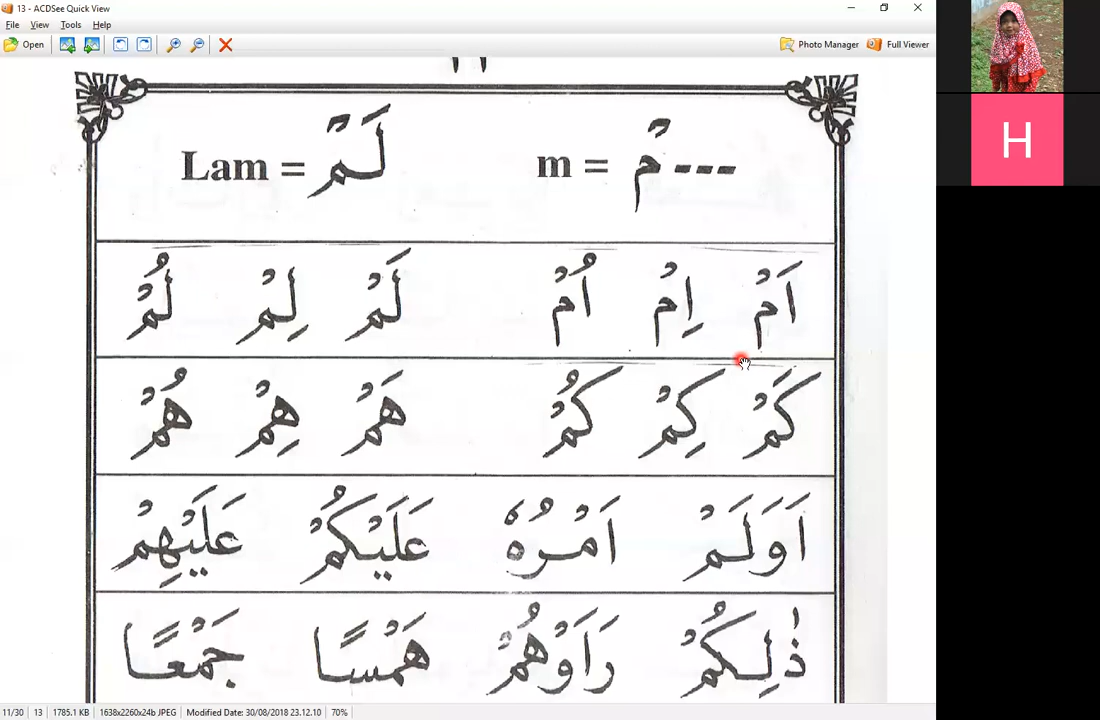 13 - ACDSee Quick View
File View Tools Help
Open Photo Manager Full Viewer
Lam = لَمْ m = ---مْ
اَمْ اِمْ اُمْ لَمْ لِمْ لُمْ
كَمْ كِمْ كُمْ هَمْ هِمْ هُمْ
اَوَلَمْ اَمْرُهٗ عَلَيْكُمْ عَلَيْهِمْ
ذٰلِكُمْ رَاَوْهُمْ هَمْسًا جَمْعًا
11/30 13 1785.1 KB 1638x2260x24b JPEG Modified Date: 30/08/2018 23.12.10 70%
H